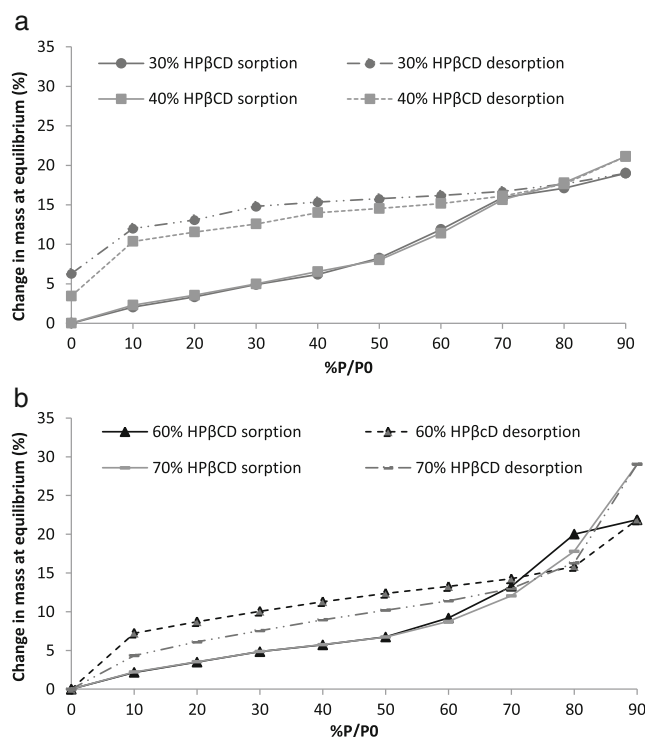 a
35
30
25
20
15
10
5
0
Change in mass at equilibrium (%)
30% HPβCD sorption
30% HPβCD desorption
40% HPβCD sorption
40% HPβCD desorption
0 10 20 30 40 50 60 70 80 90
%P/P0
b
35
30
25
20
15
10
5
0
Change in mass at equilibrium (%)
60% HPβCD sorption
60% HPβcD desorption
70% HPβCD sorption
70% HPβCD desorption
0 10 20 30 40 50 60 70 80 90
%P/P0